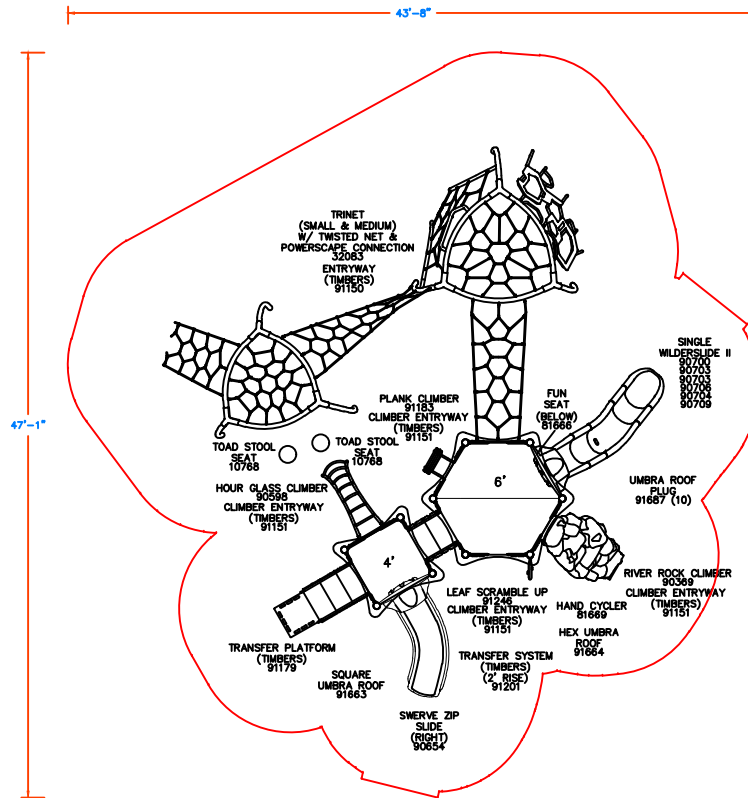 43'-8"
TRINET
(SMALL & MEDIUM)
W/ TWISTED NET &
POWERSCAPE CONNECTION
32083
ENTRYWAY
(TIMBERS)
91150
SINGLE
WILDERSLIDE II
90700
90703
90703
90706
90704
90709
PLANK CLIMBER
91183
CLIMBER ENTRYWAY
(TIMBERS)
91151
FUN
SEAT
(BELOW)
81666
47'-1"
TOAD STOOL
SEAT
10768
TOAD STOOL
SEAT
10768
6'
UMBRA ROOF
PLUG
91687 (10)
HOUR GLASS CLIMBER
90598
CLIMBER ENTRYWAY
(TIMBERS)
91151
4'
RIVER ROCK CLIMBER
90369
CLIMBER ENTRYWAY
(TIMBERS)
91151
LEAF SCRAMBLE UP
91246
CLIMBER ENTRYWAY
(TIMBERS)
91151
HAND CYCLER
81669
HEX UMBRA
ROOF
91664
TRANSFER PLATFORM
(TIMBERS)
91179
TRANSFER SYSTEM
(TIMBERS)
(2' RISE)
91201
SQUARE
UMBRA ROOF
91663
SWERVE ZIP
SLIDE
(RIGHT)
90654